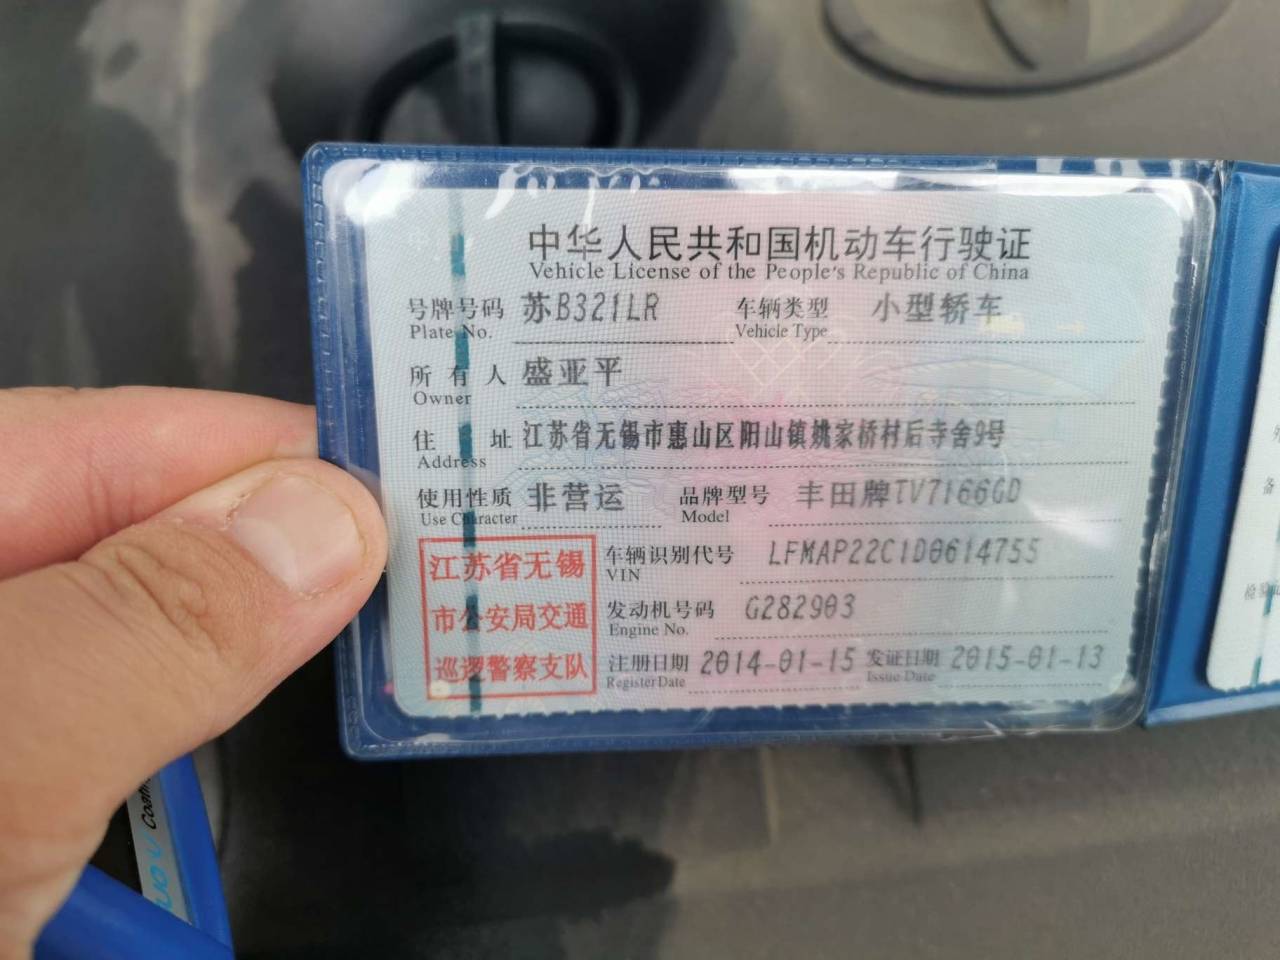 中华人民共和国机动车行驶证
Vehicle License of the People's Republic of China
号牌号码 苏B321LR 车辆类型 小型轿车
Plate No. Vehicle Type
所有人 盛亚平
Owner
住址 江苏省无锡市惠山区阳山镇姚家桥村后寺舍9号
Address
使用性质 非营运 品牌型号 丰田牌TV7166GD
Use Character Model
江苏省无锡
市公安局交通
巡逻警察支队
车辆识别代号 LFMAP22C1D0614755
VIN
发动机号码 G282903
Engine No.
注册日期 2014-01-15 发证日期 2015-01-13
Register Date Issue Date
备